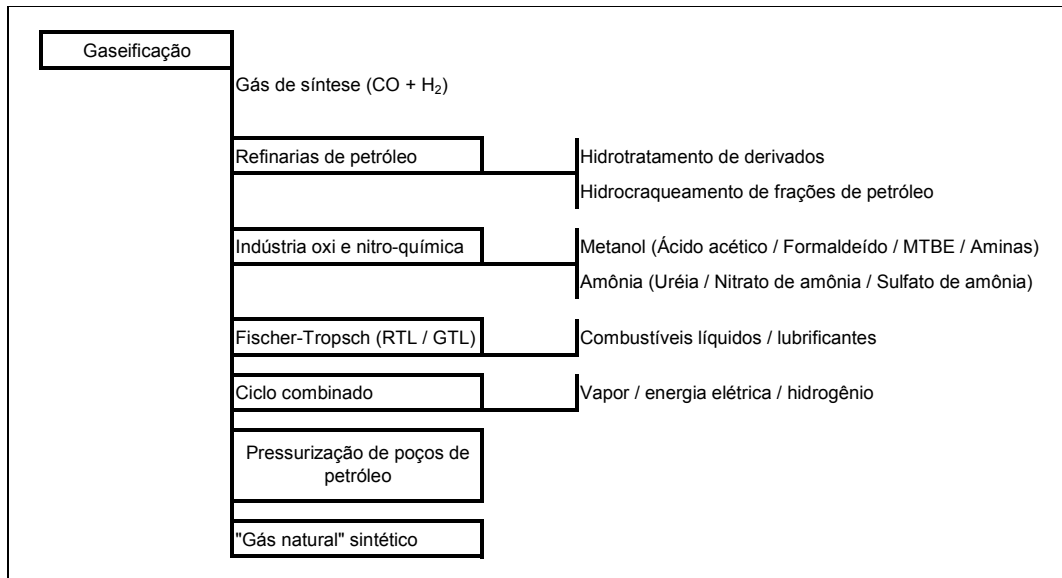 Gaseificação
Gás de síntese (CO + H₂)
Refinarias de petróleo
Hidrotratamento de derivados
Hidrocraqueamento de frações de petróleo
Indústria oxi e nitro-química
Metanol (Ácido acético / Formaldeído / MTBE / Aminas)
Amônia (Uréia / Nitrato de amônia / Sulfato de amônia)
Fischer-Tropsch (RTL / GTL)
Combustíveis líquidos / lubrificantes
Ciclo combinado
Vapor / energia elétrica / hidrogênio
Pressurização de poços de
petróleo
"Gás natural" sintético